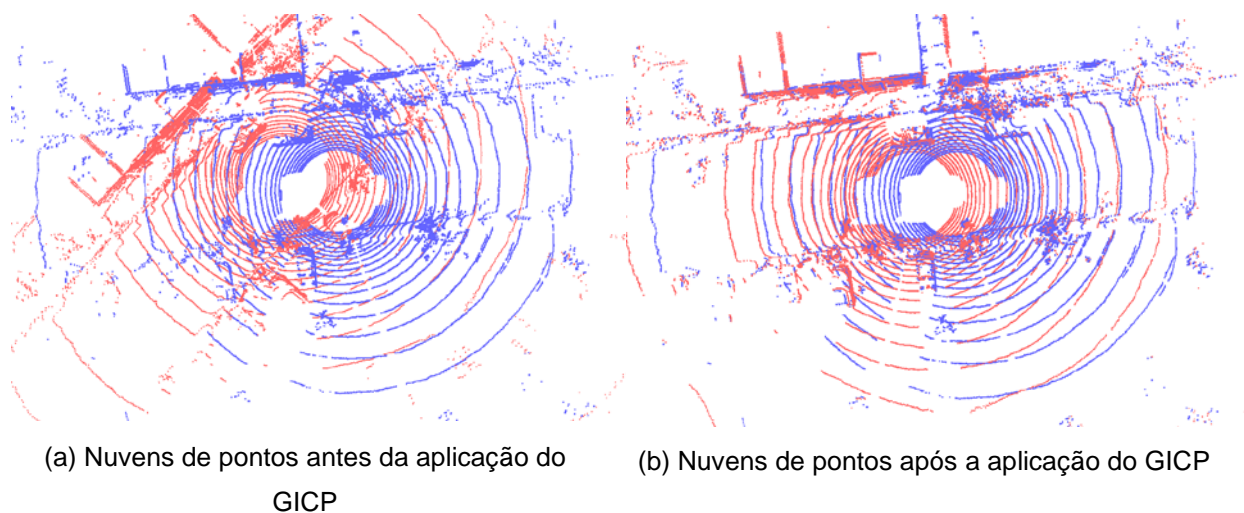 (a) Nuvens de pontos antes da aplicação do
GICP
(b) Nuvens de pontos após a aplicação do GICP